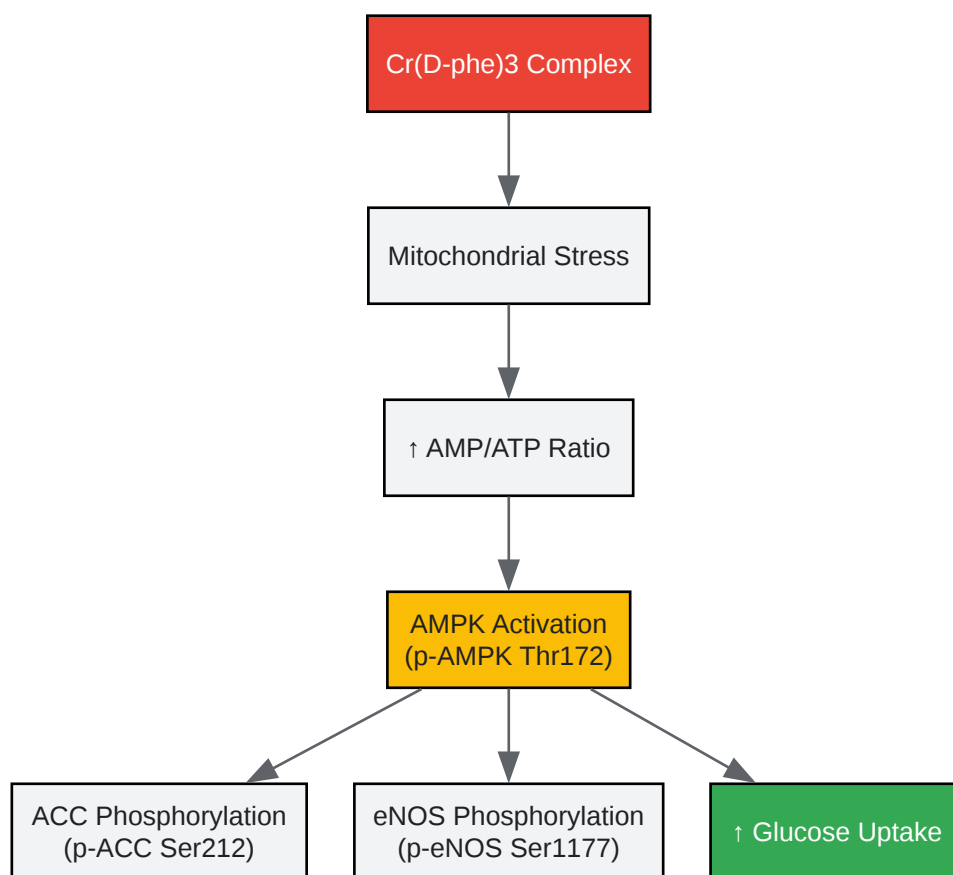 Cr(D-phe)3 Complex
Mitochondrial Stress
↑ AMP/ATP Ratio
AMPK Activation
(p-AMPK Thr172)
ACC Phosphorylation
(p-ACC Ser212)
eNOS Phosphorylation
(p-eNOS Ser1177)
↑ Glucose Uptake